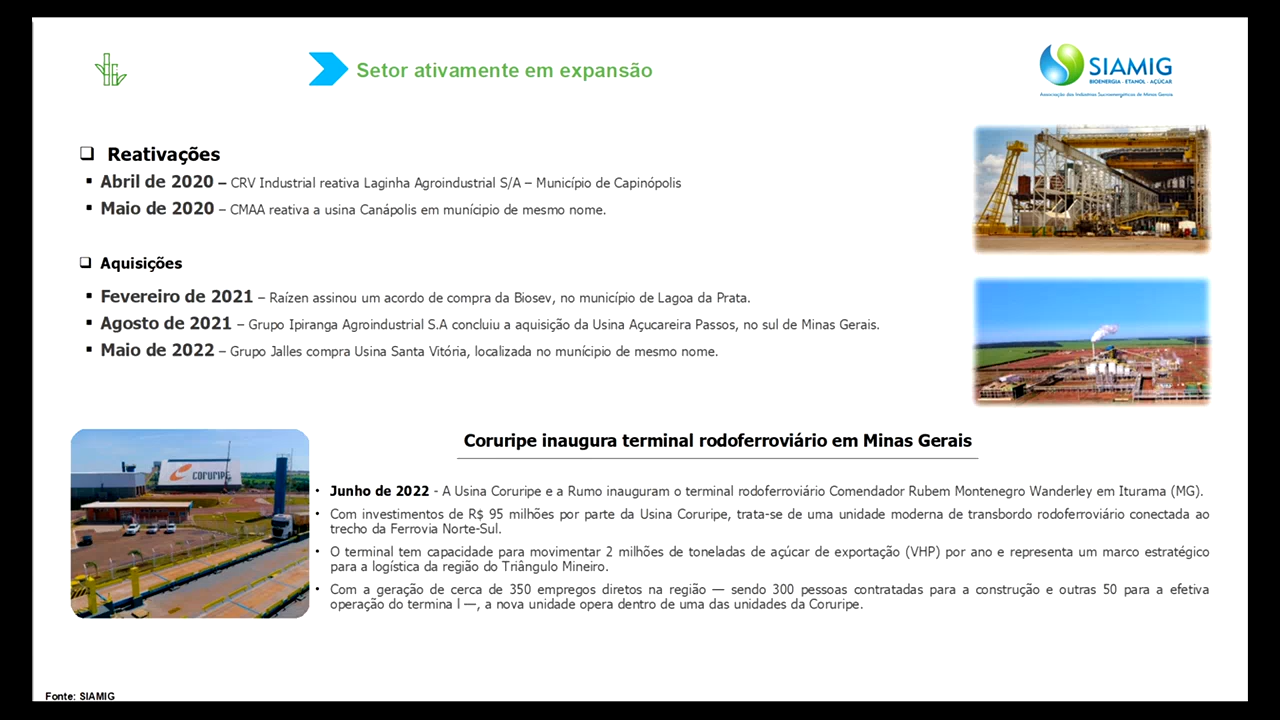 Setor ativamente em expansão
SIAMIG
BIOENERGIA · ETANOL · AÇÚCAR
Associação das Indústrias Sucroenergéticas de Minas Gerais
Reativações
Abril de 2020 – CRV Industrial reativa Laginha Agroindustrial S/A – Município de Capinópolis
Maio de 2020 – CMAA reativa a usina Canápolis em munícipio de mesmo nome.
Aquisições
Fevereiro de 2021 – Raízen assinou um acordo de compra da Biosev, no município de Lagoa da Prata.
Agosto de 2021 – Grupo Ipiranga Agroindustrial S.A concluiu a aquisição da Usina Açucareira Passos, no sul de Minas Gerais.
Maio de 2022 – Grupo Jalles compra Usina Santa Vitória, localizada no munícipio de mesmo nome.
coruripe
Coruripe inaugura terminal rodoferroviário em Minas Gerais
Junho de 2022 - A Usina Coruripe e a Rumo inauguram o terminal rodoferroviário Comendador Rubem Montenegro Wanderley em Iturama (MG).
Com investimentos de R$ 95 milhões por parte da Usina Coruripe, trata-se de uma unidade moderna de transbordo rodoferroviário conectada ao
trecho da Ferrovia Norte-Sul.
O terminal tem capacidade para movimentar 2 milhões de toneladas de açúcar de exportação (VHP) por ano e representa um marco estratégico
para a logística da região do Triângulo Mineiro.
Com a geração de cerca de 350 empregos diretos na região — sendo 300 pessoas contratadas para a construção e outras 50 para a efetiva
operação do termina l —, a nova unidade opera dentro de uma das unidades da Coruripe.
Fonte: SIAMIG